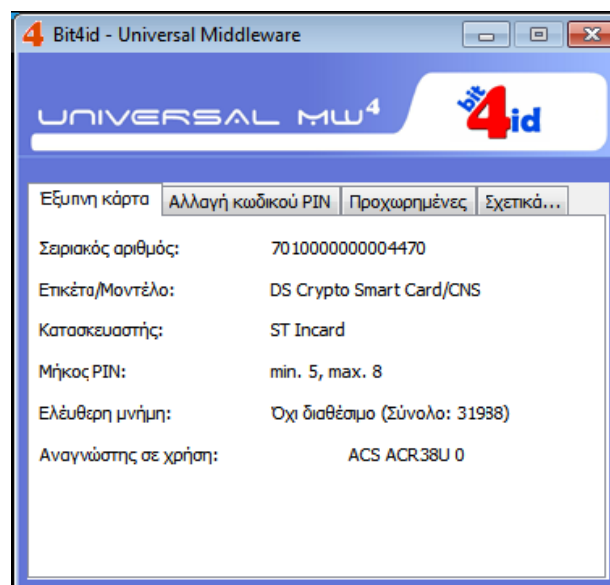 4 Bit4id - Universal Middleware
UNIVERSAL MW4
bit4id
Έξυπνη κάρτα Αλλαγή κωδικού PIN Προχωρημένες Σχετικά...
Σειριακός αριθμός: 7010000000004470
Ετικέτα/Μοντέλο: DS Crypto Smart Card/CNS
Κατασκευαστής: ST Incard
Μήκος PIN: min. 5, max. 8
Ελέυθερη μνήμη: Όχι διαθέσιμο (Σύνολο: 31988)
Αναγνώστης σε χρήση: ACS ACR38U 0